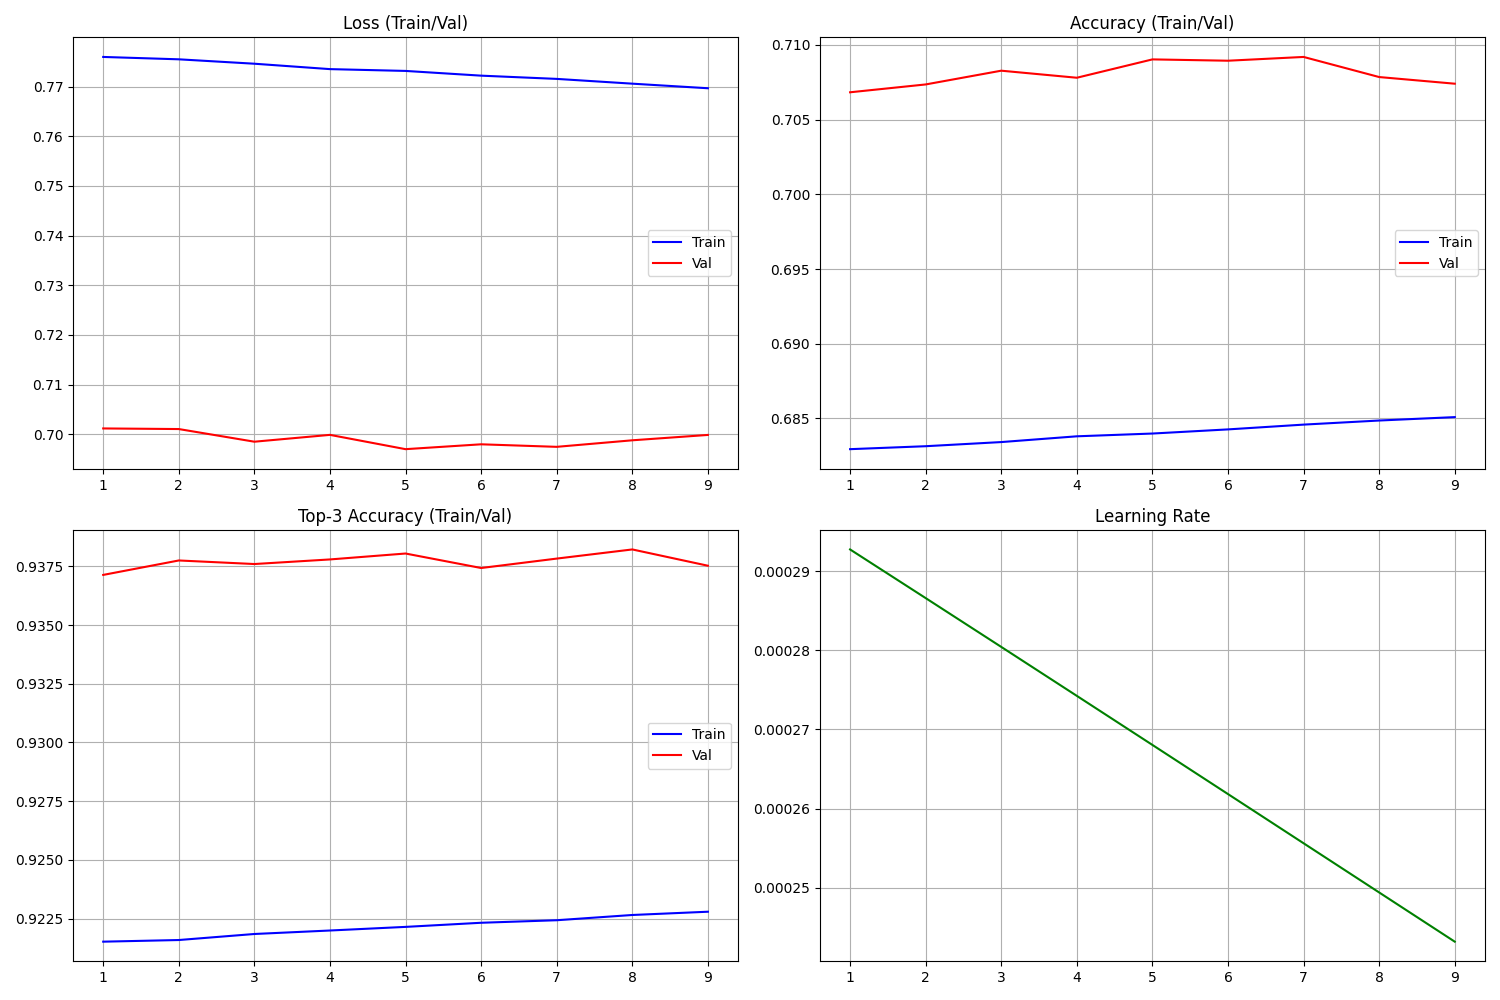 Loss (Train/Val)
0.77
0.76
0.75
0.74
0.73
0.72
0.71
0.70
Train
Val
1 2 3 4 5 6 7 8 9
Accuracy (Train/Val)
0.710
0.705
0.700
0.695
0.690
0.685
Train
Val
1 2 3 4 5 6 7 8 9
Top-3 Accuracy (Train/Val)
0.9375
0.9350
0.9325
0.9300
0.9275
0.9250
0.9225
Train
Val
1 2 3 4 5 6 7 8 9
Learning Rate
0.00029
0.00028
0.00027
0.00026
0.00025
1 2 3 4 5 6 7 8 9